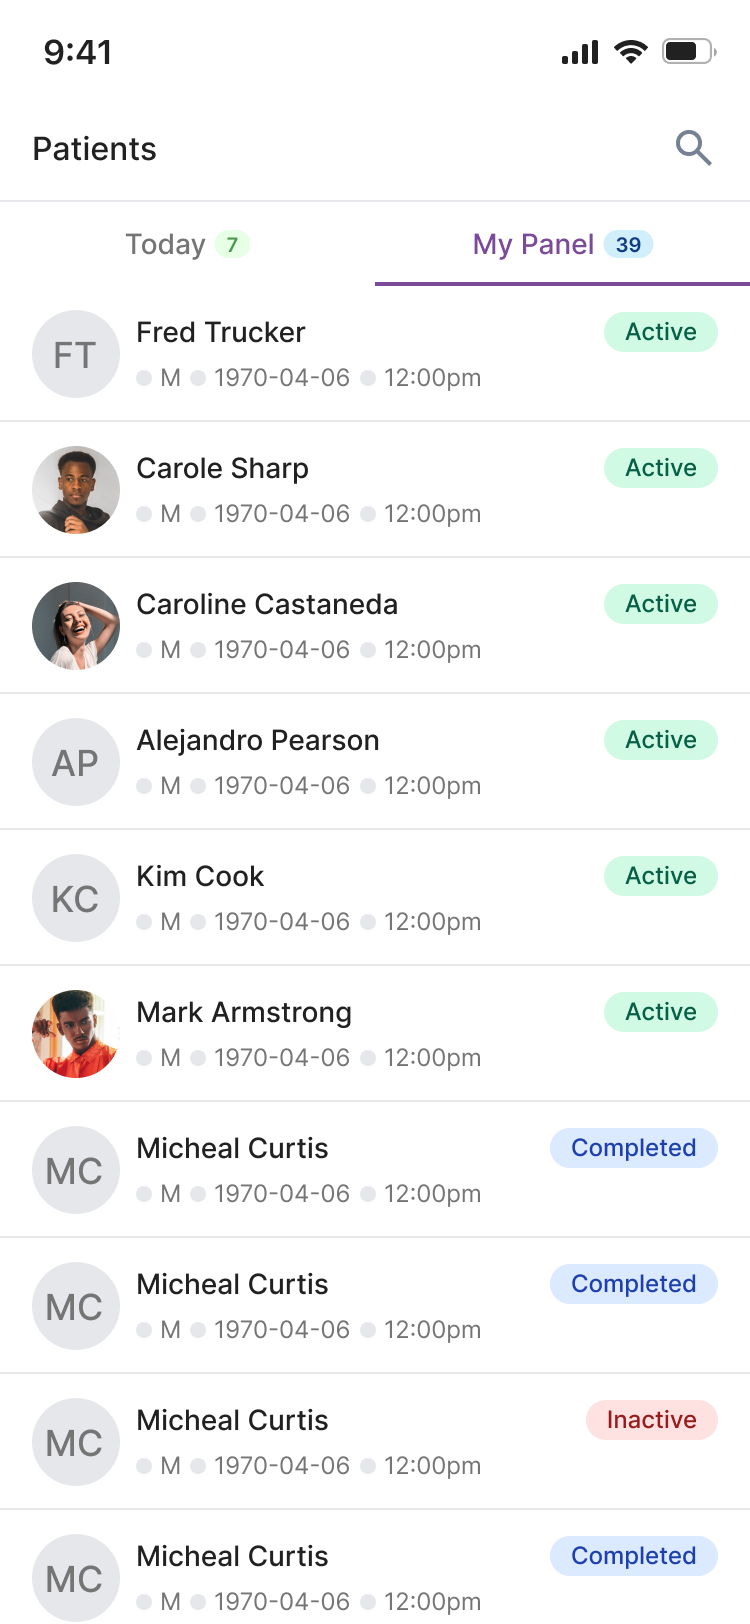 9:41
Patients
Today 7
My Panel 39
FT
Fred Trucker
Active
M 1970-04-06 12:00pm
Carole Sharp
Active
M 1970-04-06 12:00pm
Caroline Castaneda
Active
M 1970-04-06 12:00pm
AP
Alejandro Pearson
Active
M 1970-04-06 12:00pm
KC
Kim Cook
Active
M 1970-04-06 12:00pm
Mark Armstrong
Active
M 1970-04-06 12:00pm
MC
Micheal Curtis
Completed
M 1970-04-06 12:00pm
MC
Micheal Curtis
Completed
M 1970-04-06 12:00pm
MC
Micheal Curtis
Inactive
M 1970-04-06 12:00pm
MC
Micheal Curtis
Completed
M 1970-04-06 12:00pm